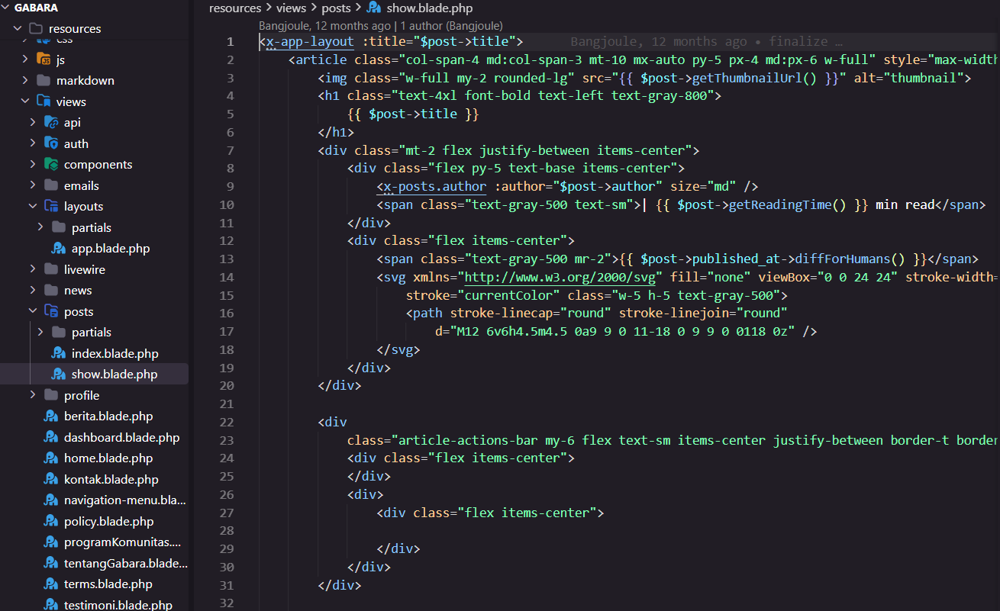 GABARA
resources
css
js
markdown
views
api
auth
components
emails
layouts
partials
app.blade.php
livewire
news
posts
partials
index.blade.php
show.blade.php
profile
berita.blade.php
dashboard.blade.php
home.blade.php
kontak.blade.php
navigation-menu.bla...
policy.blade.php
programKomunitas....
tentangGabara.blade...
terms.blade.php
testimoni.blade.php
resources > views > posts > show.blade.php
Bangjoule, 12 months ago | 1 author (Bangjoule)
1 <x-app-layout :title="$post->title"> Bangjoule, 12 months ago • finalize …
2 <article class="col-span-4 md:col-span-3 mt-10 mx-auto py-5 px-4 md:px-6 w-full" style="max-width
3 <img class="w-full my-2 rounded-lg" src="{{ $post->getThumbnailUrl() }}" alt="thumbnail">
4 <h1 class="text-4xl font-bold text-left text-gray-800">
5 {{ $post->title }}
6 </h1>
7 <div class="mt-2 flex justify-between items-center">
8 <div class="flex py-5 text-base items-center">
9 <x-posts.author :author="$post->author" size="md" />
10 <span class="text-gray-500 text-sm">| {{ $post->getReadingTime() }} min read</span>
11 </div>
12 <div class="flex items-center">
13 <span class="text-gray-500 mr-2">{{ $post->published_at->diffForHumans() }}</span>
14 <svg xmlns="http://www.w3.org/2000/svg" fill="none" viewBox="0 0 24 24" stroke-width=
15 stroke="currentColor" class="w-5 h-5 text-gray-500">
16 <path stroke-linecap="round" stroke-linejoin="round"
17 d="M12 6v6h4.5m4.5 0a9 9 0 11-18 0 9 9 0 0118 0z" />
18 </svg>
19 </div>
20 </div>
21
22 <div
23 class="article-actions-bar my-6 flex text-sm items-center justify-between border-t border
24 <div class="flex items-center">
25 </div>
26 <div>
27 <div class="flex items-center">
28
29 </div>
30 </div>
31 </div>
32